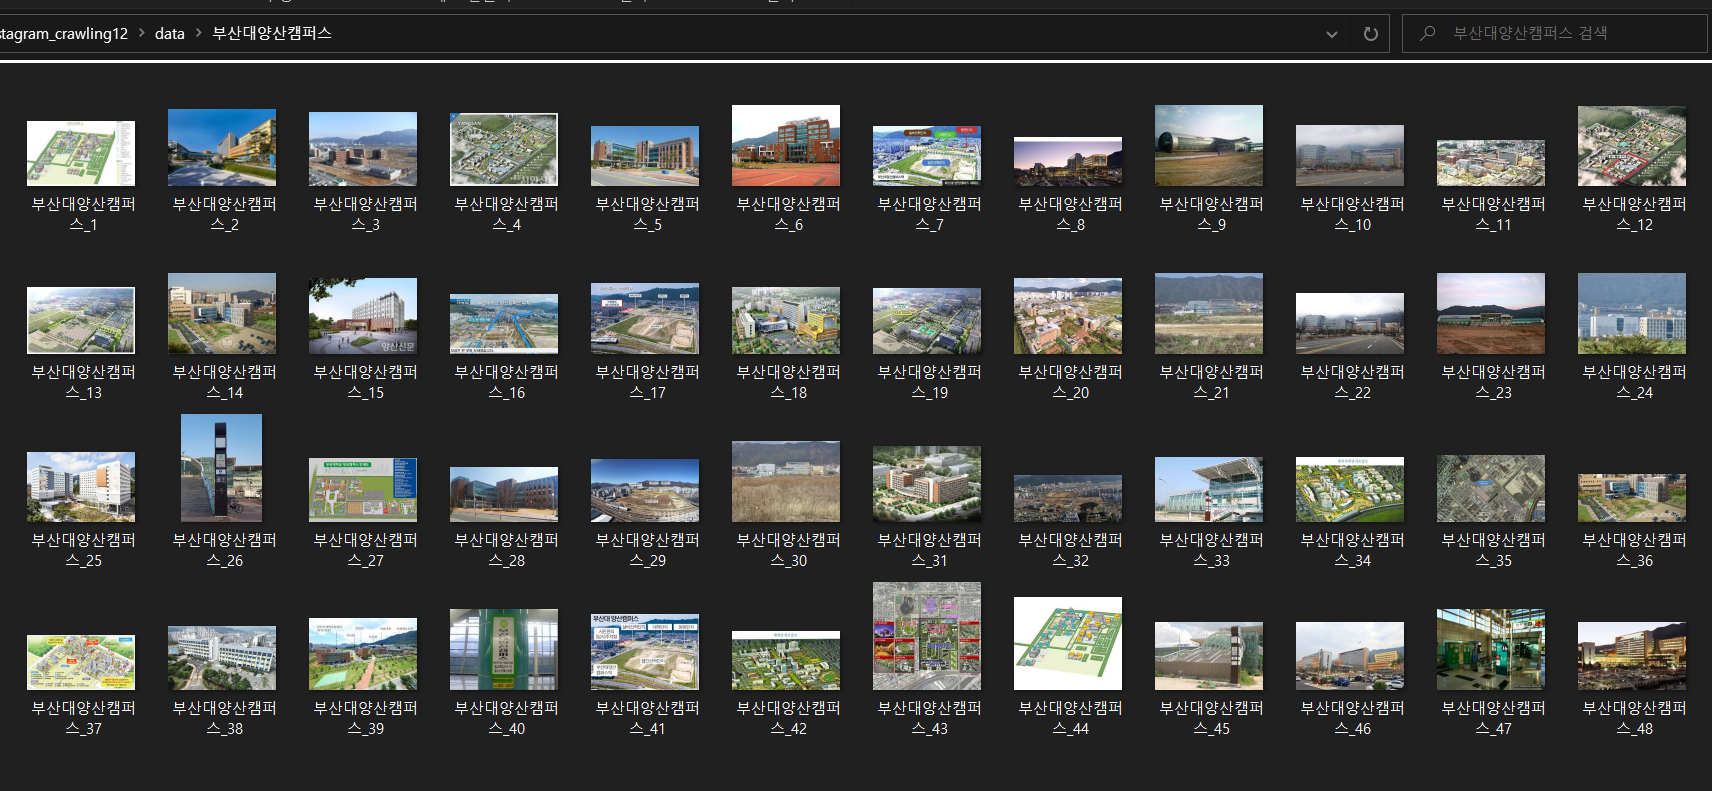 stagram_crawling12 > data > 부산대양산캠퍼스
부산대양산캠퍼스 검색
부산대양산캠퍼
스_1
부산대양산캠퍼
스_2
부산대양산캠퍼
스_3
부산대양산캠퍼
스_4
부산대양산캠퍼
스_5
부산대양산캠퍼
스_6
부산대양산캠퍼
스_7
부산대양산캠퍼
스_8
부산대양산캠퍼
스_9
부산대양산캠퍼
스_10
부산대양산캠퍼
스_11
부산대양산캠퍼
스_12
양산신문
부산대양산캠퍼
스_13
부산대양산캠퍼
스_14
부산대양산캠퍼
스_15
부산대양산캠퍼
스_16
부산대양산캠퍼
스_17
부산대양산캠퍼
스_18
부산대양산캠퍼
스_19
부산대양산캠퍼
스_20
부산대양산캠퍼
스_21
부산대양산캠퍼
스_22
부산대양산캠퍼
스_23
부산대양산캠퍼
스_24
부산대양산캠퍼
스_25
부산대양산캠퍼
스_26
부산대양산캠퍼
스_27
부산대양산캠퍼
스_28
부산대양산캠퍼
스_29
부산대양산캠퍼
스_30
부산대양산캠퍼
스_31
부산대양산캠퍼
스_32
부산대양산캠퍼
스_33
부산대양산캠퍼
스_34
부산대양산캠퍼
스_35
부산대양산캠퍼
스_36
부산대 양산캠퍼스
부산대양산캠퍼
스_37
부산대양산캠퍼
스_38
부산대양산캠퍼
스_39
부산대양산캠퍼
스_40
부산대양산캠퍼
스_41
부산대양산캠퍼
스_42
부산대양산캠퍼
스_43
부산대양산캠퍼
스_44
부산대양산캠퍼
스_45
부산대양산캠퍼
스_46
부산대양산캠퍼
스_47
부산대양산캠퍼
스_48